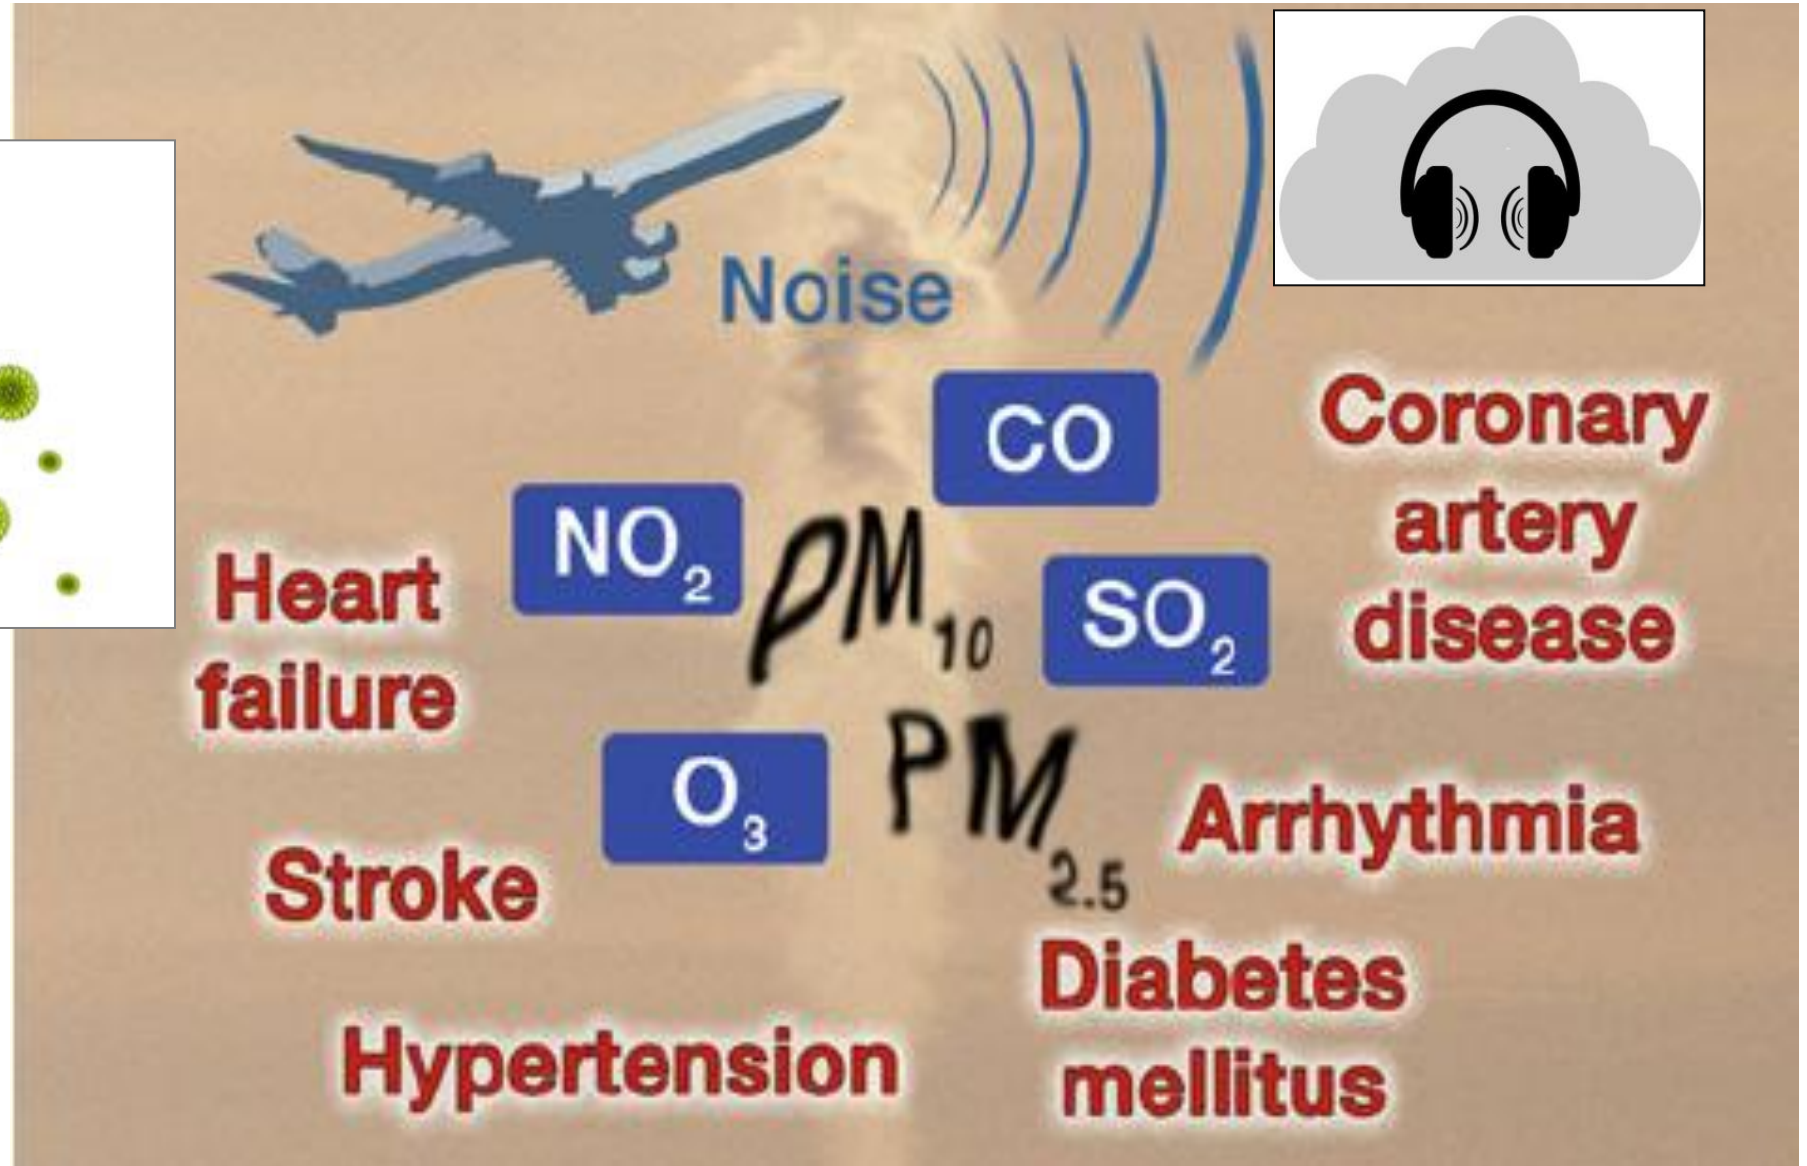 Noise
CO
Coronary
artery
disease
NO₂
PM₁₀
SO₂
Heart
failure
O₃
PM₂.₅
Arrhythmia
Stroke
Diabetes
mellitus
Hypertension